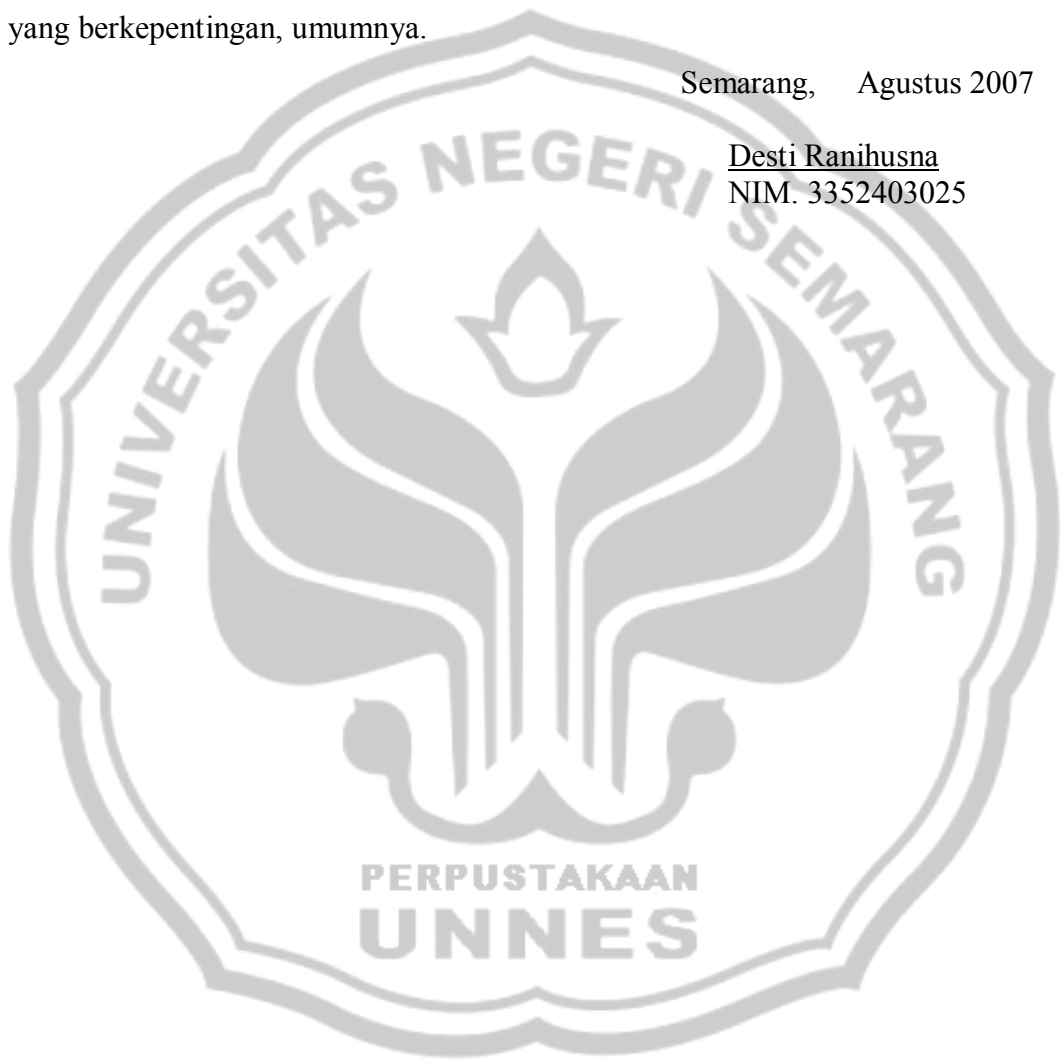 yang berkepentingan, umumnya.
Semarang, Agustus 2007
Desti Ranihusna
NIM. 3352403025
UNIVERSITAS NEGERI SEMARANG
PERPUSTAKAAN
UNNES